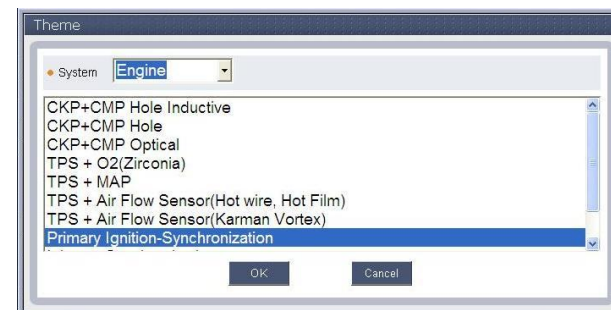 Theme
System Engine
CKP+CMP Hole Inductive
CKP+CMP Hole
CKP+CMP Optical
TPS + O2(Zirconia)
TPS + MAP
TPS + Air Flow Sensor(Hot wire, Hot Film)
TPS + Air Flow Sensor(Karman Vortex)
Primary Ignition-Synchronization
OK Cancel